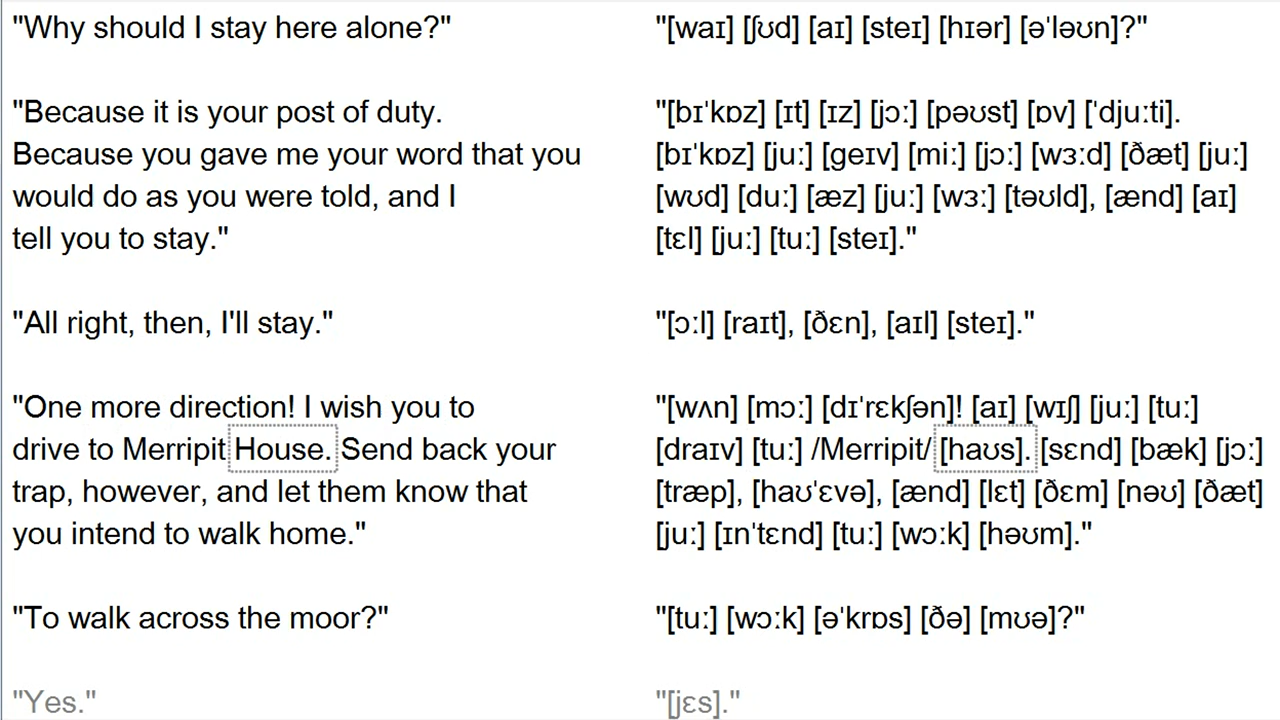 "Why should I stay here alone?"
"Because it is your post of duty.
Because you gave me your word that you
would do as you were told, and I
tell you to stay."
"All right, then, I'll stay."
"One more direction! I wish you to
drive to Merripit House. Send back your
trap, however, and let them know that
you intend to walk home."
"To walk across the moor?"
"Yes."
"[waɪ] [ʃʊd] [aɪ] [steɪ] [hɪər] [əˈləʊn]?"
"[bɪˈkɒz] [ɪt] [ɪz] [jɔː] [pəʊst] [ɒv] [ˈdjuːti].
[bɪˈkɒz] [juː] [geɪv] [miː] [jɔː] [wɜːd] [ðæt] [juː]
[wʊd] [duː] [æz] [juː] [wɜː] [təʊld], [ænd] [aɪ]
[tɛl] [juː] [tuː] [steɪ]."
"[ɔːl] [raɪt], [ðɛn], [aɪl] [steɪ]."
"[wʌn] [mɔː] [dɪˈrɛkʃən]! [aɪ] [wɪʃ] [juː] [tuː]
[draɪv] [tuː] /Merripit/ [haʊs]. [sɛnd] [bæk] [jɔː]
[træp], [haʊˈɛvə], [ænd] [lɛt] [ðɛm] [nəʊ] [ðæt]
[juː] [ɪnˈtɛnd] [tuː] [wɔːk] [həʊm]."
"[tuː] [wɔːk] [əˈkrɒs] [ðə] [mʊə]?"
"[jɛs]."